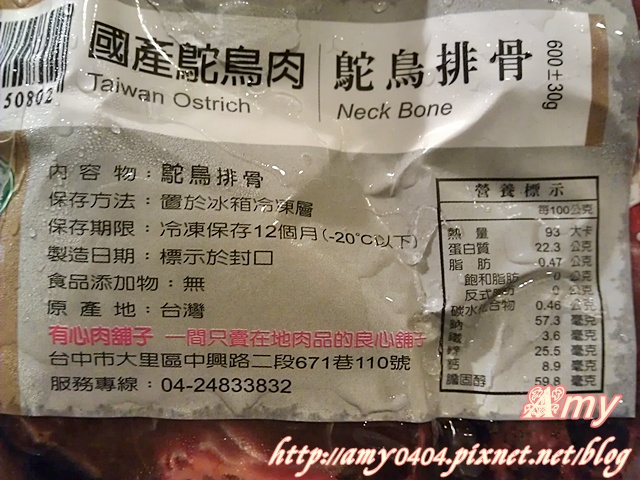 國產鴕鳥肉
Taiwan Ostrich
鴕鳥排骨
Neck Bone
600±30g
50802
內容物：鴕鳥排骨
保存方法：置於冰箱冷凍層
保存期限：冷凍保存12個月(-20°C以下)
製造日期：標示於封口
食品添加物：無
原產地：台灣
有心肉舖子 一間只賣在地肉品的良心舖子
台中市大里區中興路二段671巷110號
服務專線：04-24833832
營養標示
每100公克
熱量 93 大卡
蛋白質 22.3 公克
脂肪 0.47 公克
飽和脂肪 0 公克
反式脂肪 0 公克
碳水化合物 0.46 公克
鈉 57.3 毫克
鐵 3.6 毫克
鋅 25.5 毫克
鈣 8.9 毫克
膽固醇 59.8 毫克
Amy
http://amy0404.pixnet.net/blog